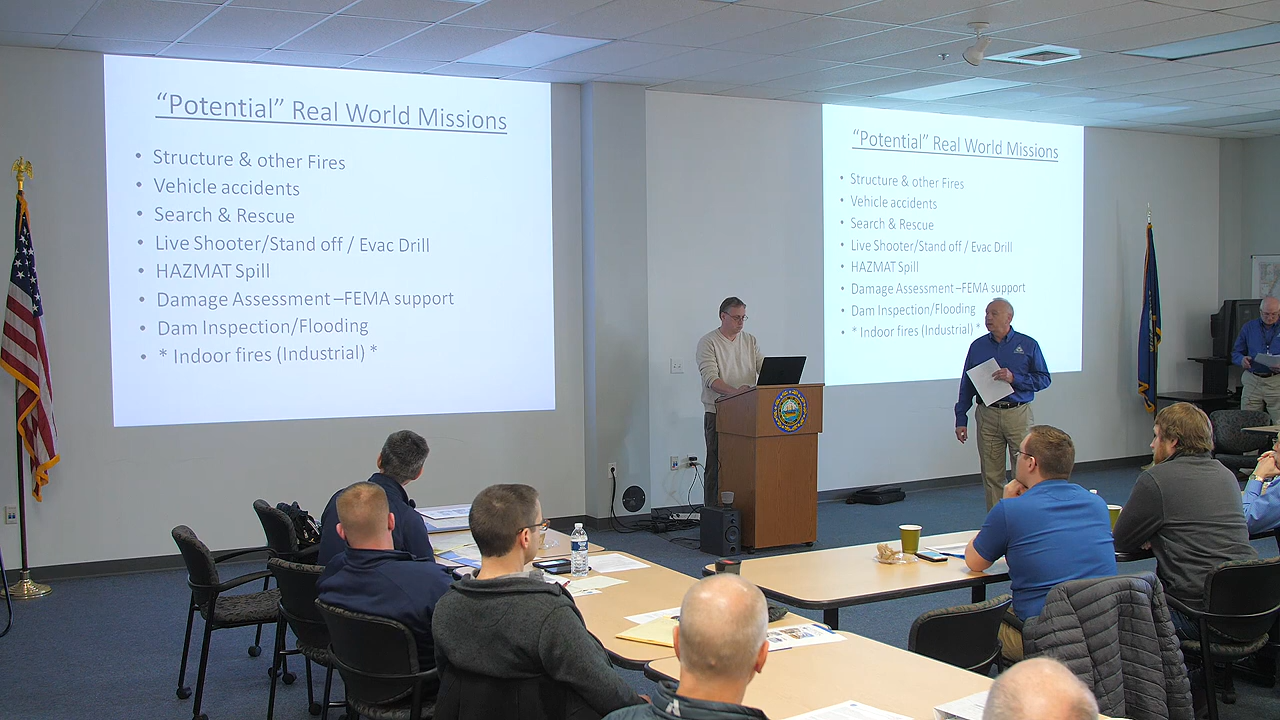 “Potential” Real World Missions
• Structure & other Fires
• Vehicle accidents
• Search & Rescue
• Live Shooter/Stand off / Evac Drill
• HAZMAT Spill
• Damage Assessment –FEMA support
• Dam Inspection/Flooding
• * Indoor fires (Industrial) *
“Potential” Real World Missions
• Structure & other Fires
• Vehicle accidents
• Search & Rescue
• Live Shooter/Stand off / Evac Drill
• HAZMAT Spill
• Damage Assessment –FEMA support
• Dam Inspection/Flooding
• * Indoor fires (Industrial) *